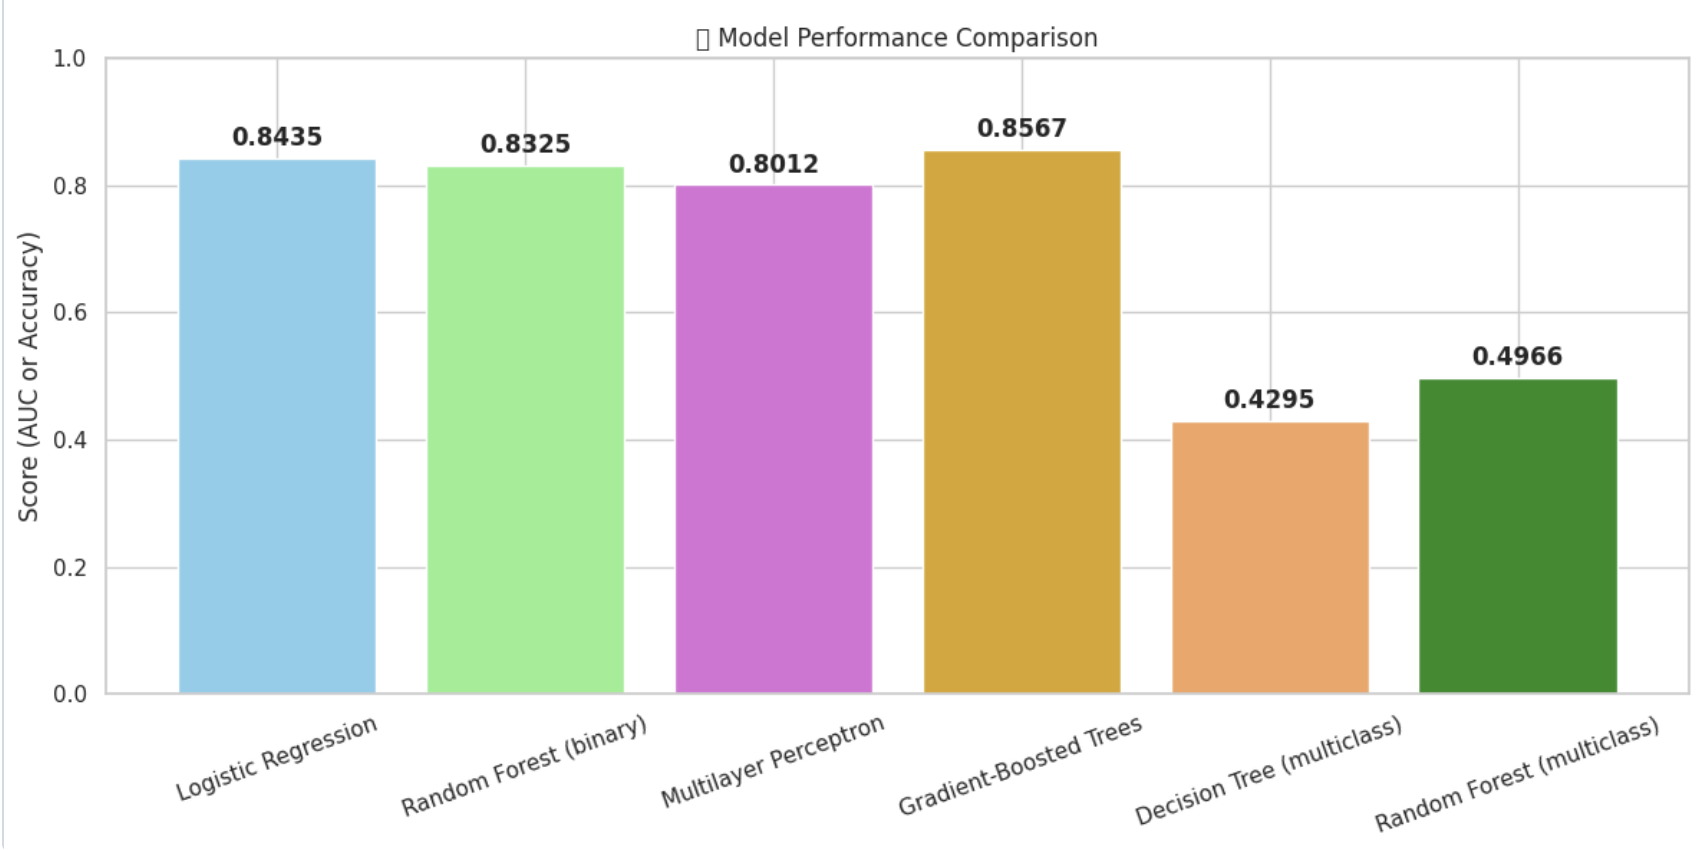 Model Performance Comparison
Score (AUC or Accuracy)
1.0
0.8
0.6
0.4
0.2
0.0
0.8435
0.8325
0.8012
0.8567
0.4295
0.4966
Logistic Regression
Random Forest (binary)
Multilayer Perceptron
Gradient-Boosted Trees
Decision Tree (multiclass)
Random Forest (multiclass)